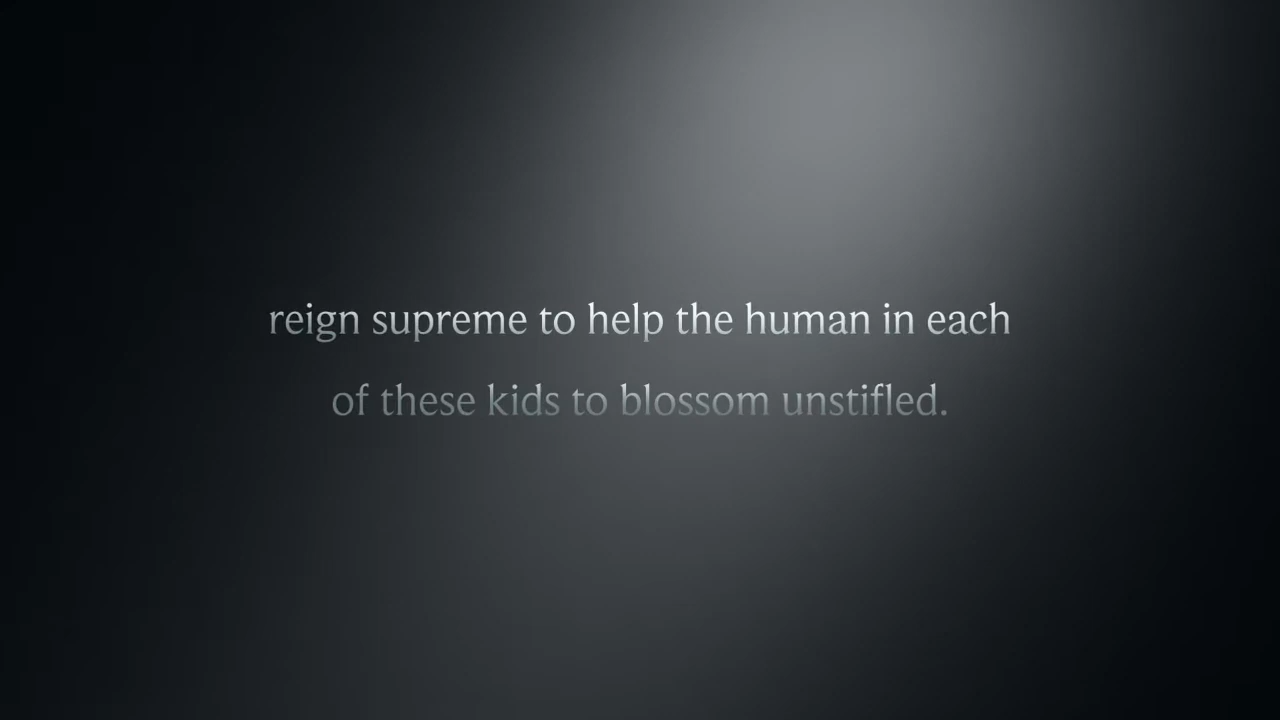 reign supreme to help the human in each
of these kids to blossom unstifled.